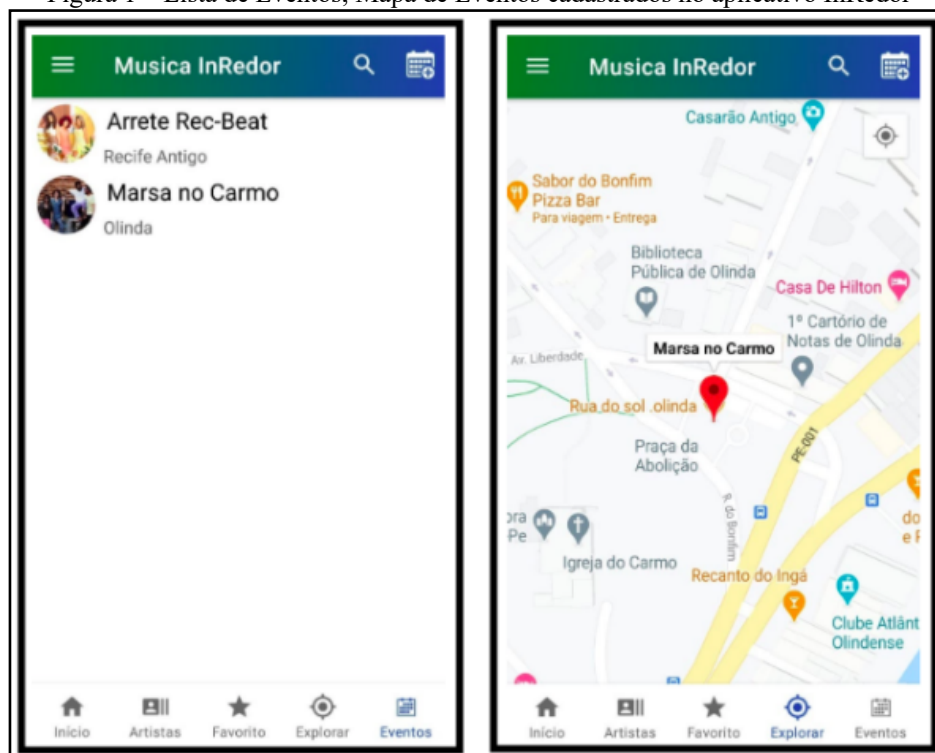 Figura 1 – Lista de Eventos, Mapa de Eventos cadastrados no aplicativo InRedor
Musica InRedor
Arrete Rec-Beat
Recife Antigo
Marsa no Carmo
Olinda
Início Artistas Favorito Explorar Eventos
Musica InRedor
Casarão Antigo
Sabor do Bonfim
Pizza Bar
Para viagem • Entrega
Biblioteca
Pública de Olinda
Casa De Hilton
1º Cartório de
Notas de Olinda
Marsa no Carmo
Av. Liberdade
Rua do sol .olinda
Praça da
Abolição
PE-001
R. do Bonfim
ora
-Pe
do
e F
Igreja do Carmo
Recanto do Ingá
Clube Atlânt
Olindense
Início Artistas Favorito Explorar Eventos